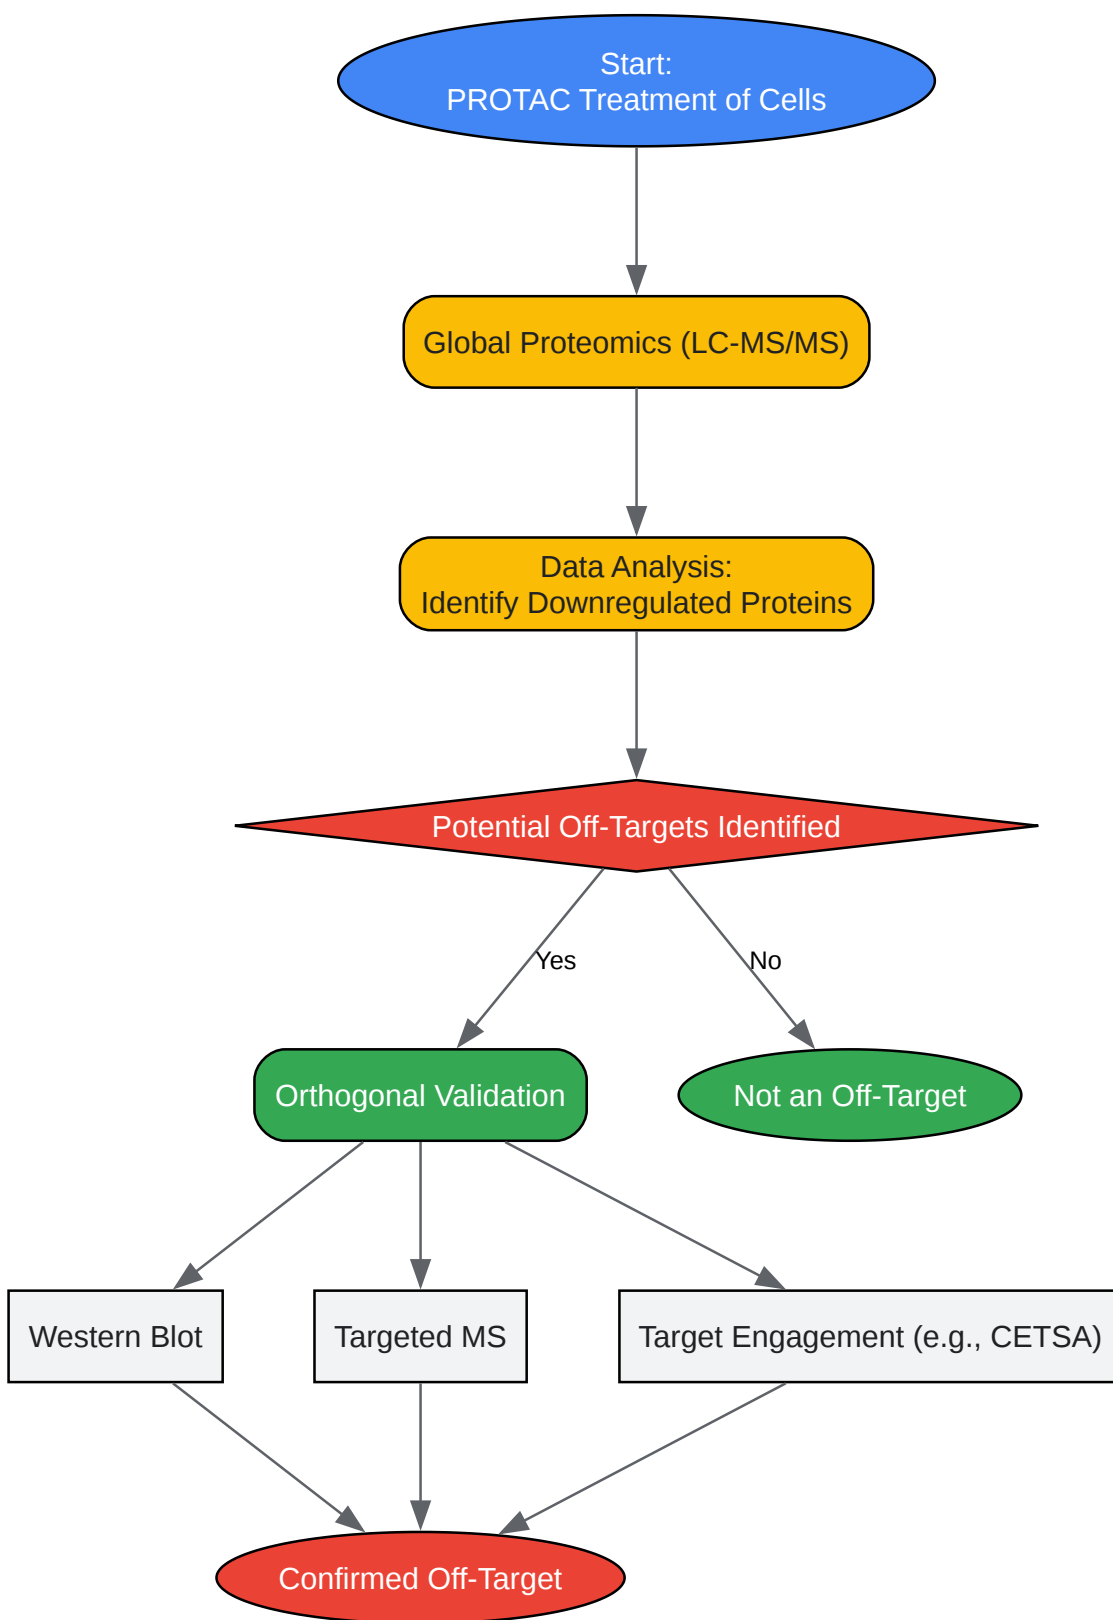 Start:
PROTAC Treatment of Cells
Global Proteomics (LC-MS/MS)
Data Analysis:
Identify Downregulated Proteins
Potential Off-Targets Identified
Yes
No
Orthogonal Validation
Not an Off-Target
Western Blot
Targeted MS
Target Engagement (e.g., CETSA)
Confirmed Off-Target